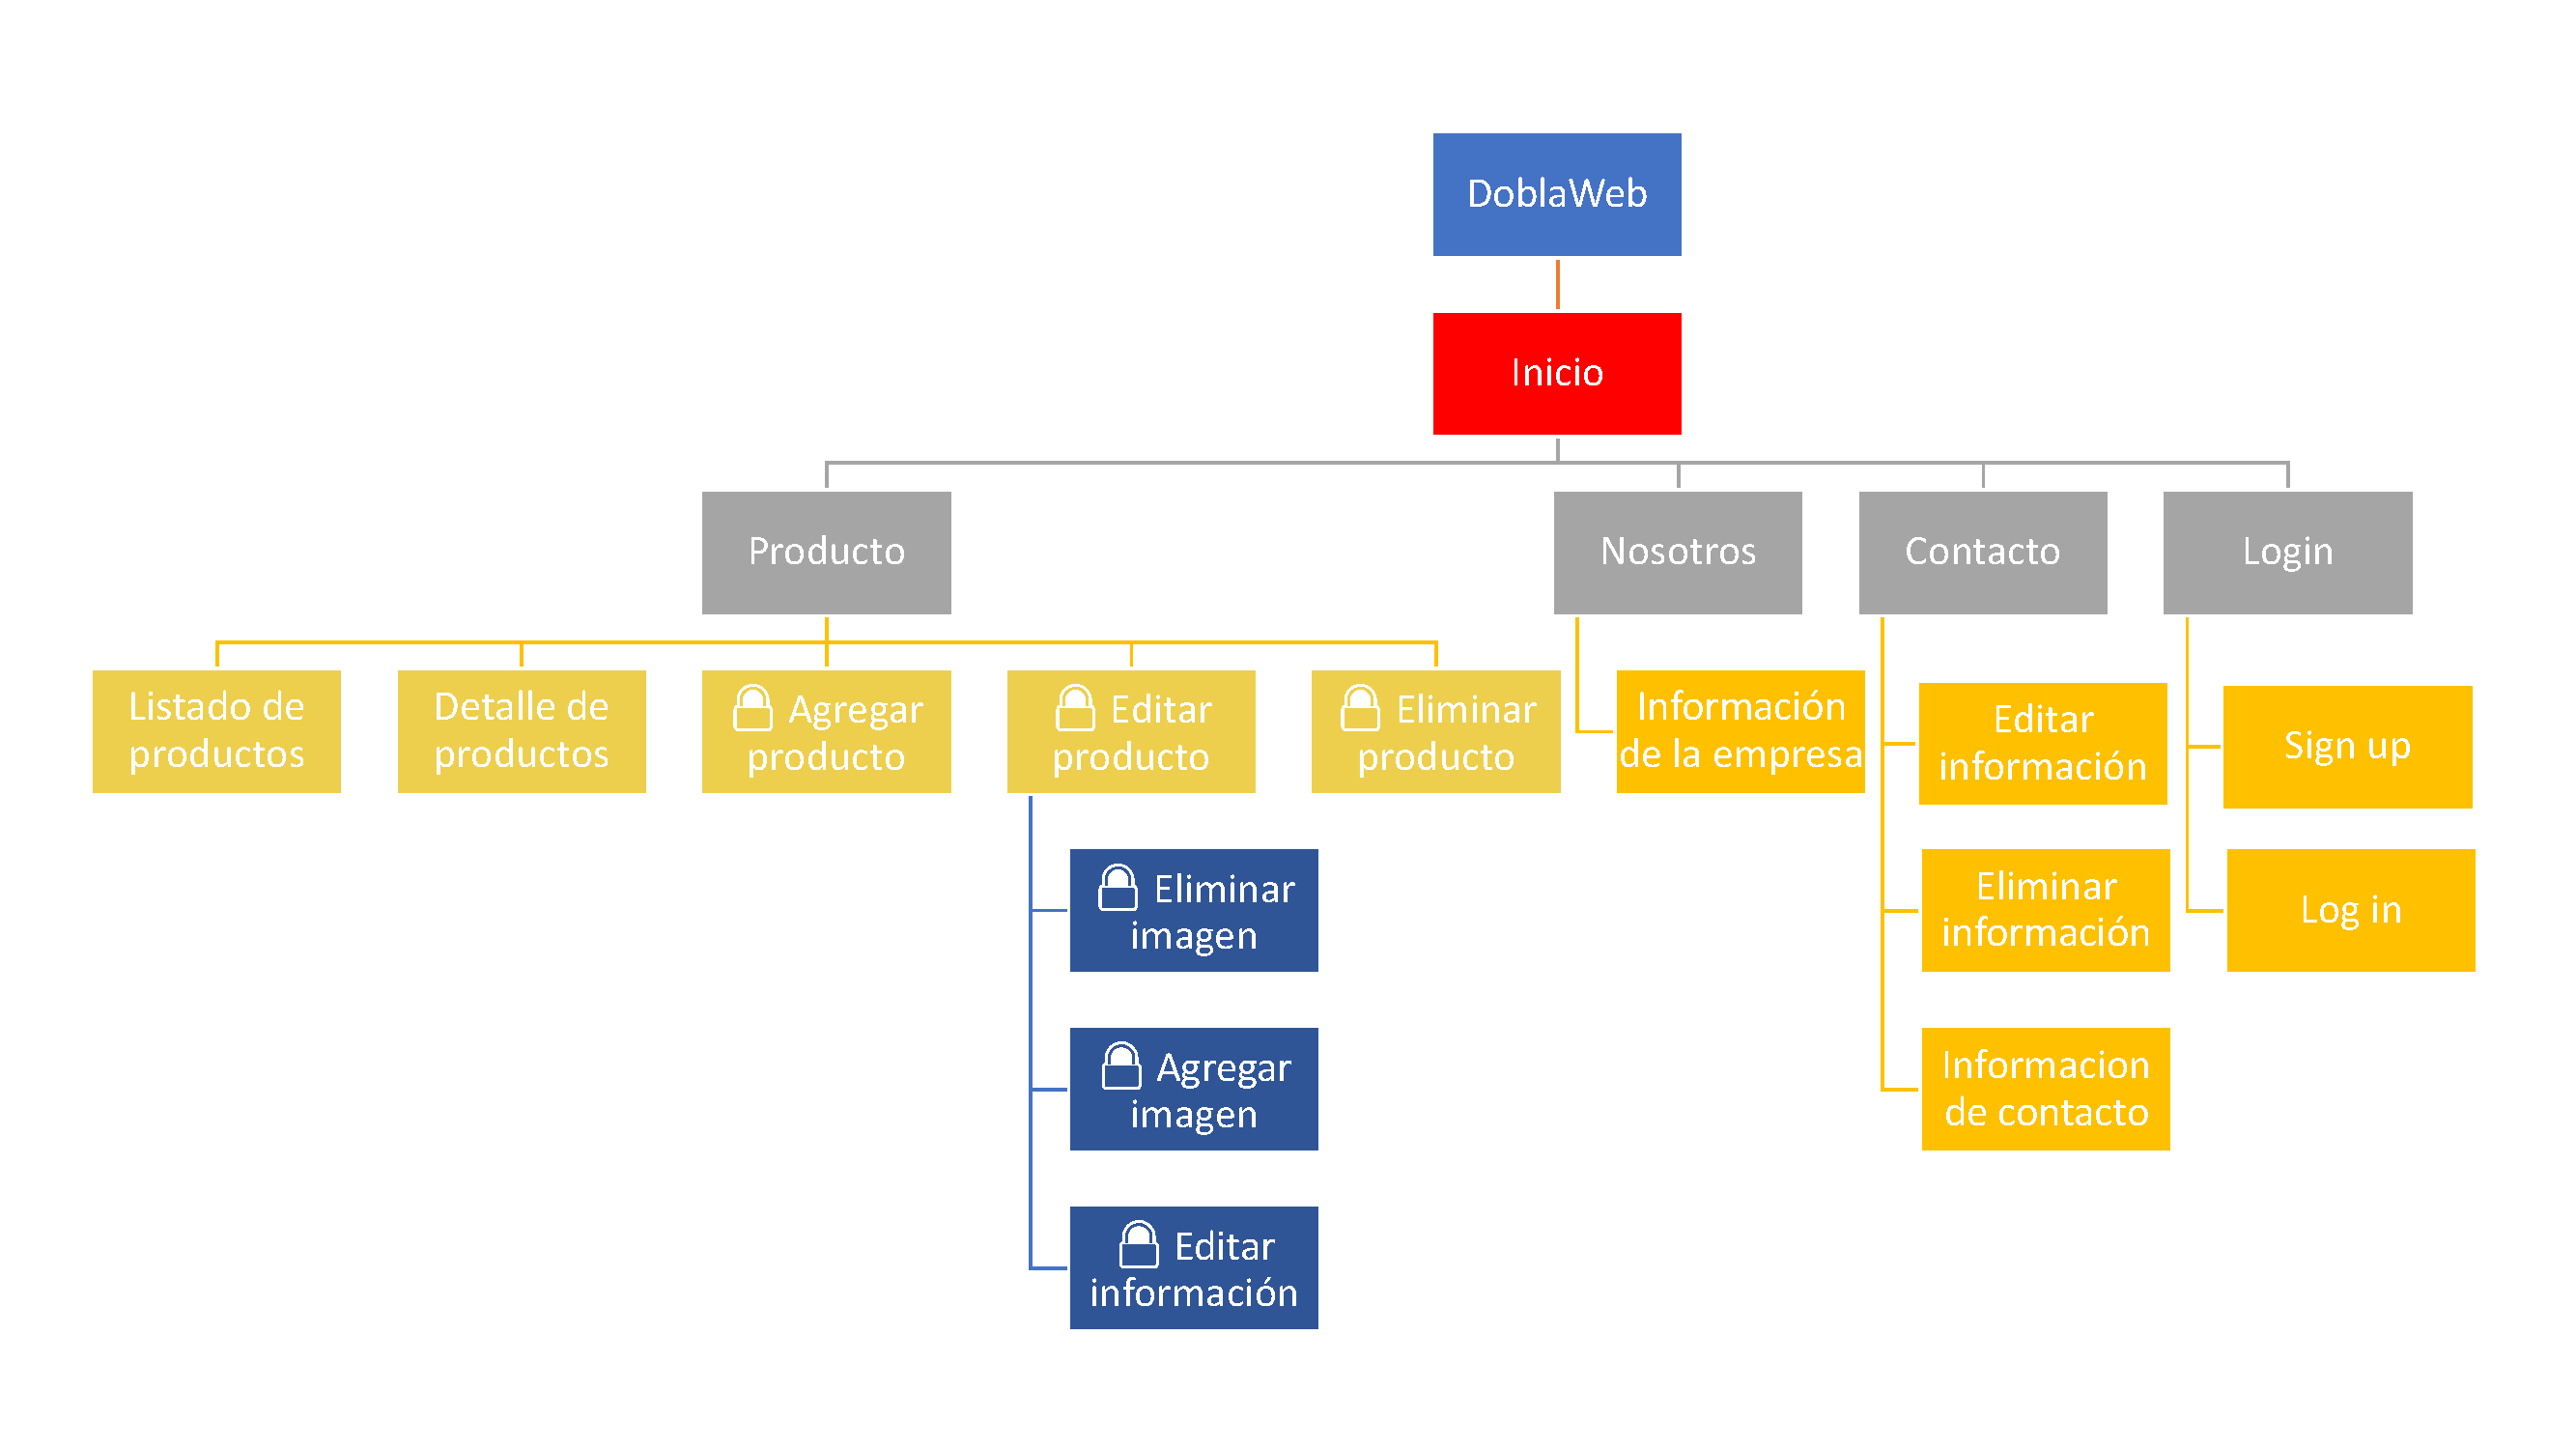 DoblaWeb
Inicio
Producto
Nosotros
Contacto
Login
Listado de
productos
Detalle de
productos
Agregar
producto
Editar
producto
Eliminar
producto
Información
de la empresa
Editar
información
Sign up
Eliminar
imagen
Eliminar
información
Log in
Agregar
imagen
Informacion
de contacto
Editar
información